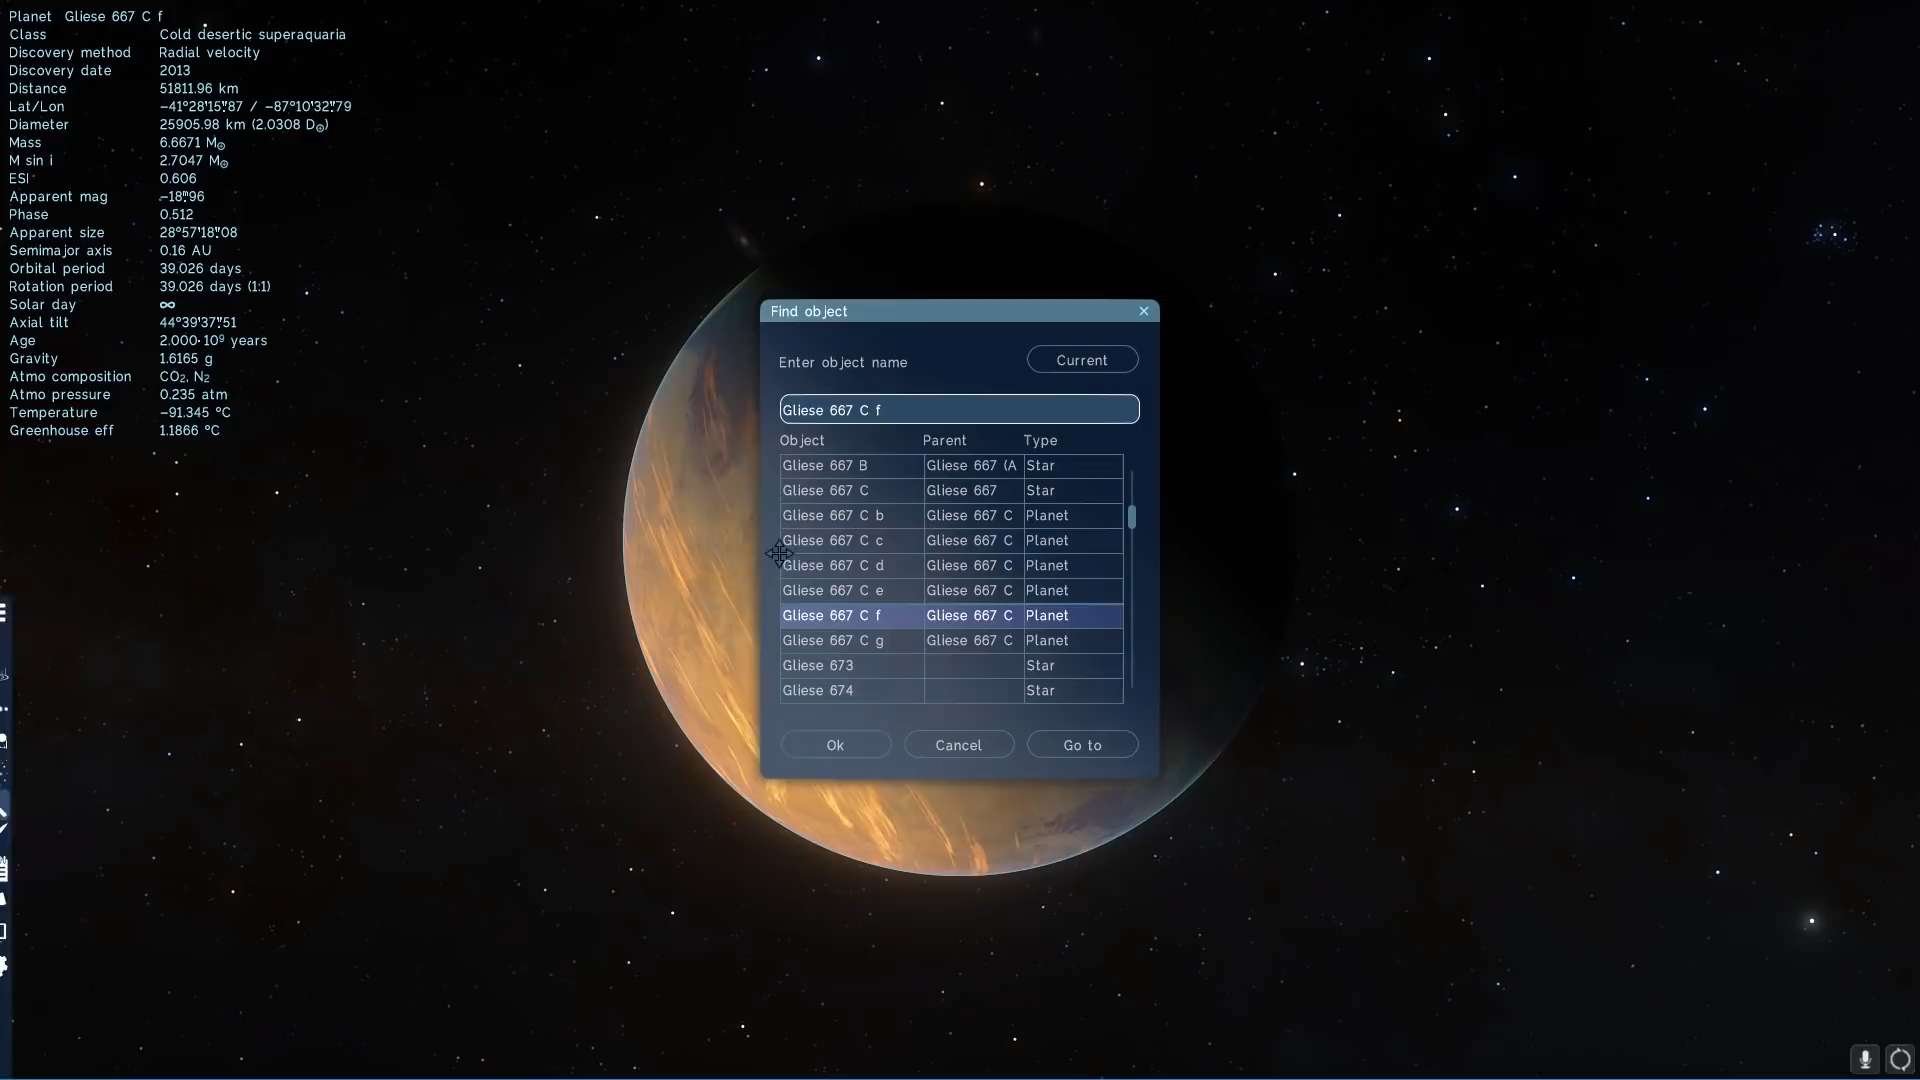 Planet Gliese 667 C f
Class Cold desertic superaquaria
Discovery method Radial velocity
Discovery date 2013
Distance 51811.96 km
Lat/Lon −41°28'15"87 / −87°10'32"79
Diameter 25905.98 km (2.0308 D⊕)
Mass 6.6671 M⊕
M sin i 2.7047 M⊕
ESI 0.606
Apparent mag −18ᵐ96
Phase 0.512
Apparent size 28°57'18"08
Semimajor axis 0.16 AU
Orbital period 39.026 days
Rotation period 39.026 days (1:1)
Solar day ∞
Axial tilt 44°39'37"51
Age 2.000·10⁹ years
Gravity 1.6165 g
Atmo composition CO₂, N₂
Atmo pressure 0.235 atm
Temperature −91.345 ºC
Greenhouse eff 1.1866 ºC
Find object
Enter object name Current
Gliese 667 C f
Object Parent Type
Gliese 667 B Gliese 667 (A Star
Gliese 667 C Gliese 667 Star
Gliese 667 C b Gliese 667 C Planet
Gliese 667 C c Gliese 667 C Planet
Gliese 667 C d Gliese 667 C Planet
Gliese 667 C e Gliese 667 C Planet
Gliese 667 C f Gliese 667 C Planet
Gliese 667 C g Gliese 667 C Planet
Gliese 673 Star
Gliese 674 Star
Ok Cancel Go to